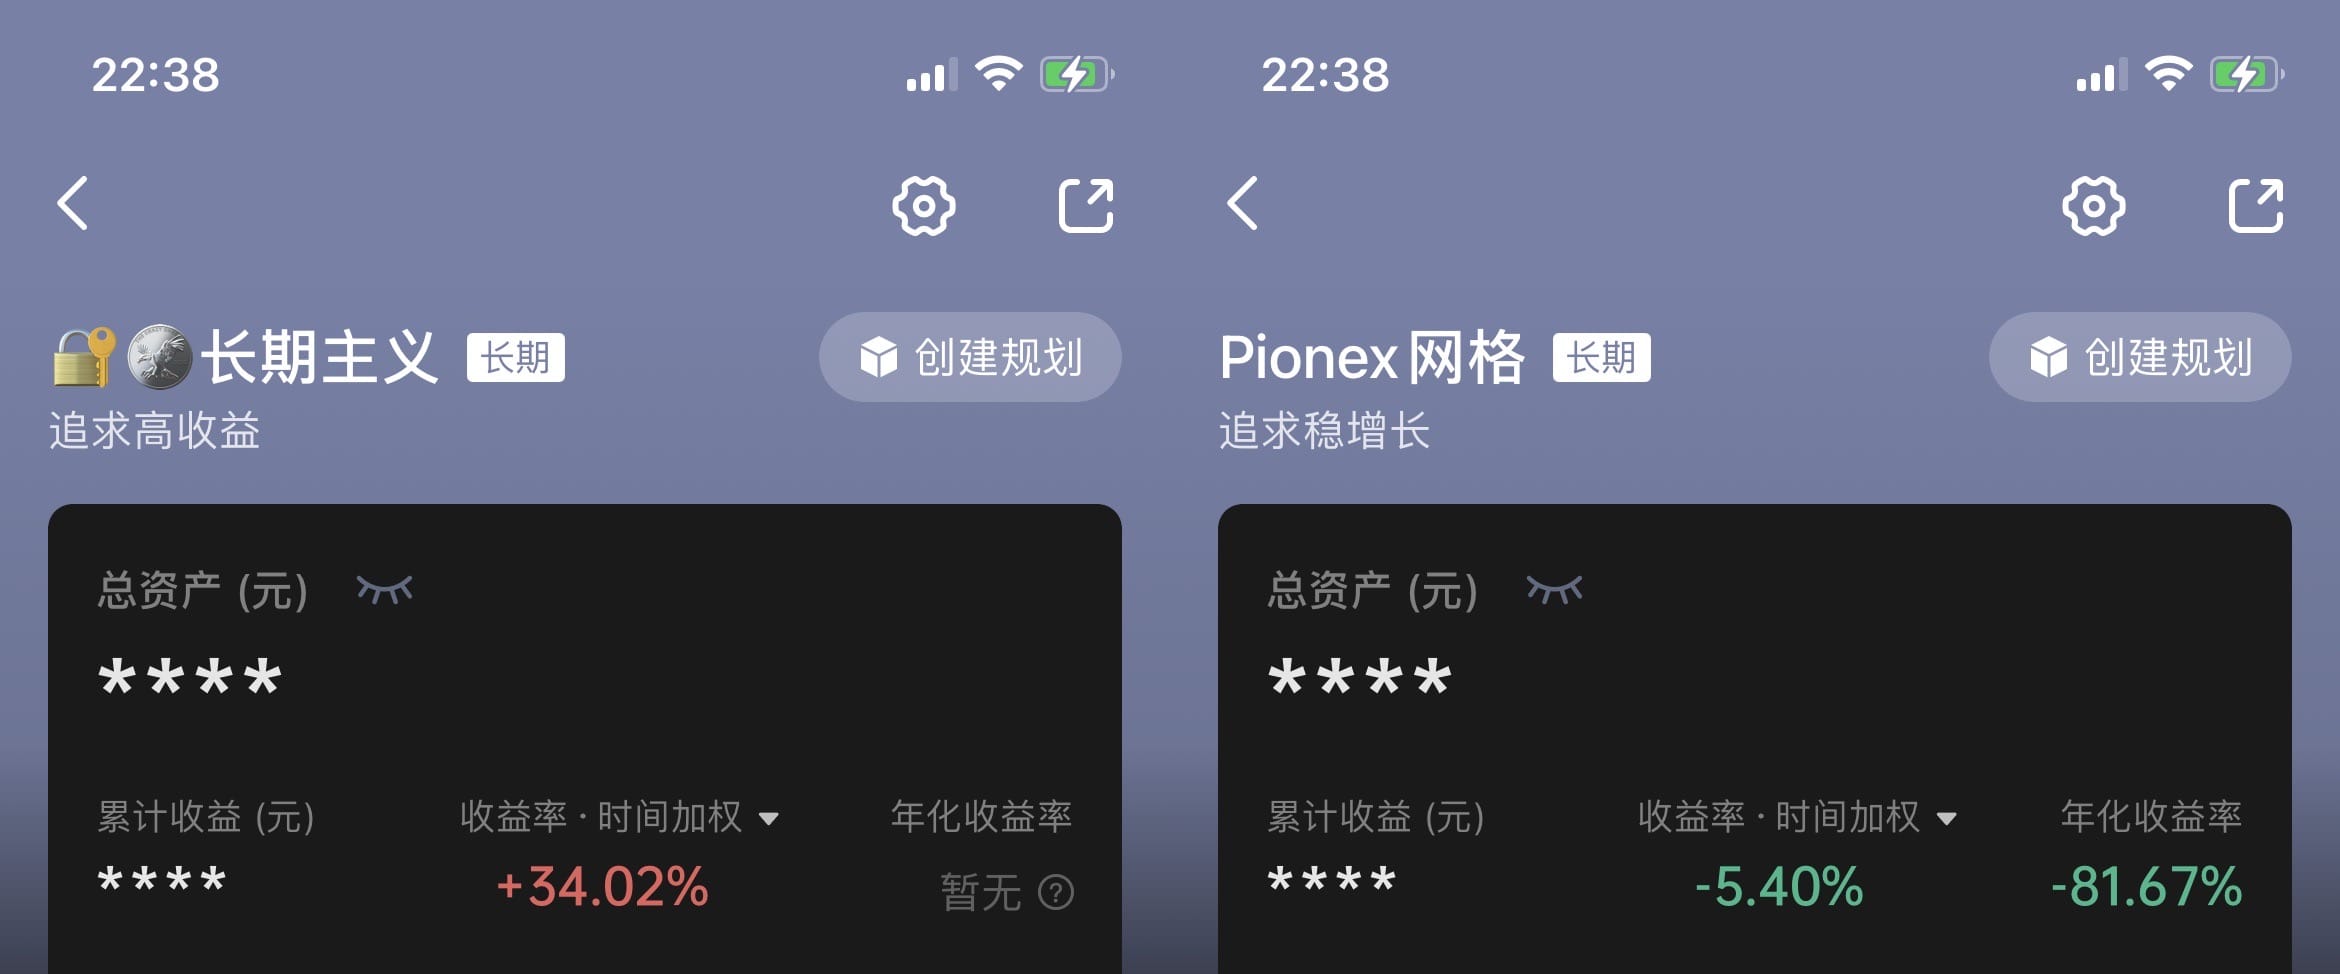 22:38
长期主义 长期
创建规划
追求高收益
总资产 (元)
****
累计收益 (元)
收益率·时间加权
年化收益率
****
+34.02%
暂无
22:38
Pionex网格 长期
创建规划
追求稳增长
总资产 (元)
****
累计收益 (元)
收益率·时间加权
年化收益率
****
-5.40%
-81.67%